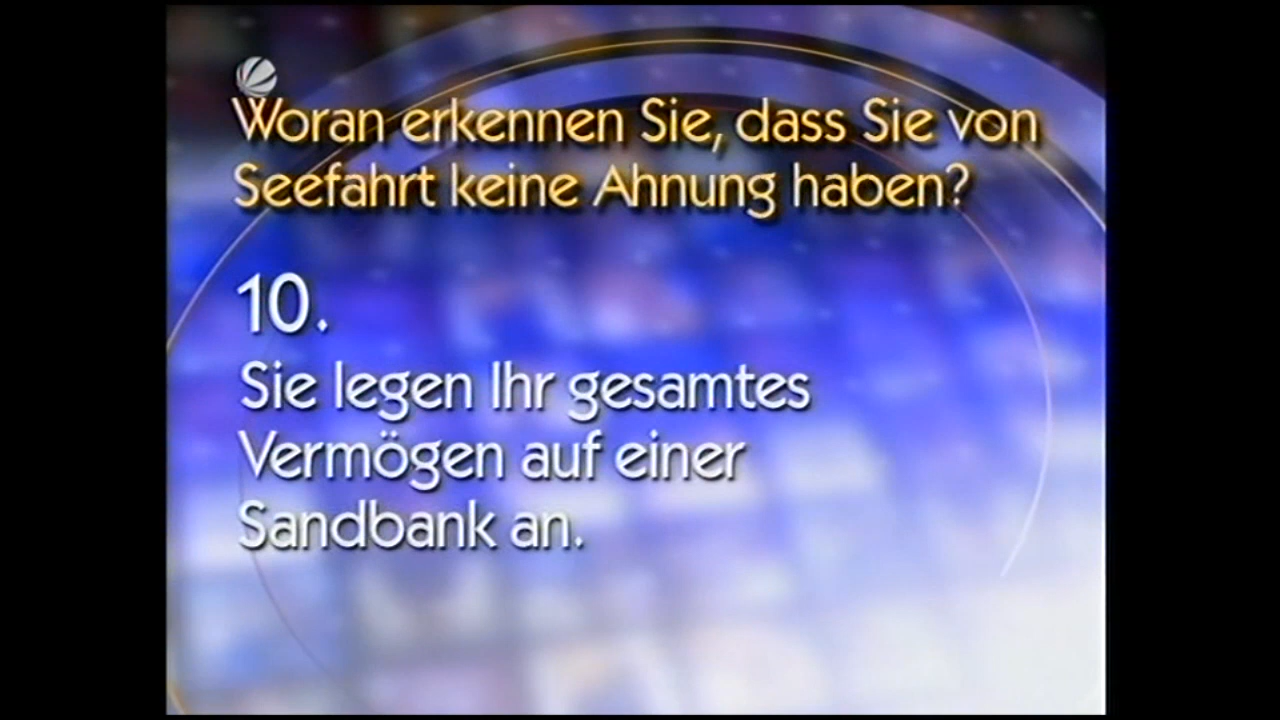 Woran erkennen Sie, dass Sie von
Seefahrt keine Ahnung haben?
10.
Sie legen Ihr gesamtes
Vermögen auf einer
Sandbank an.